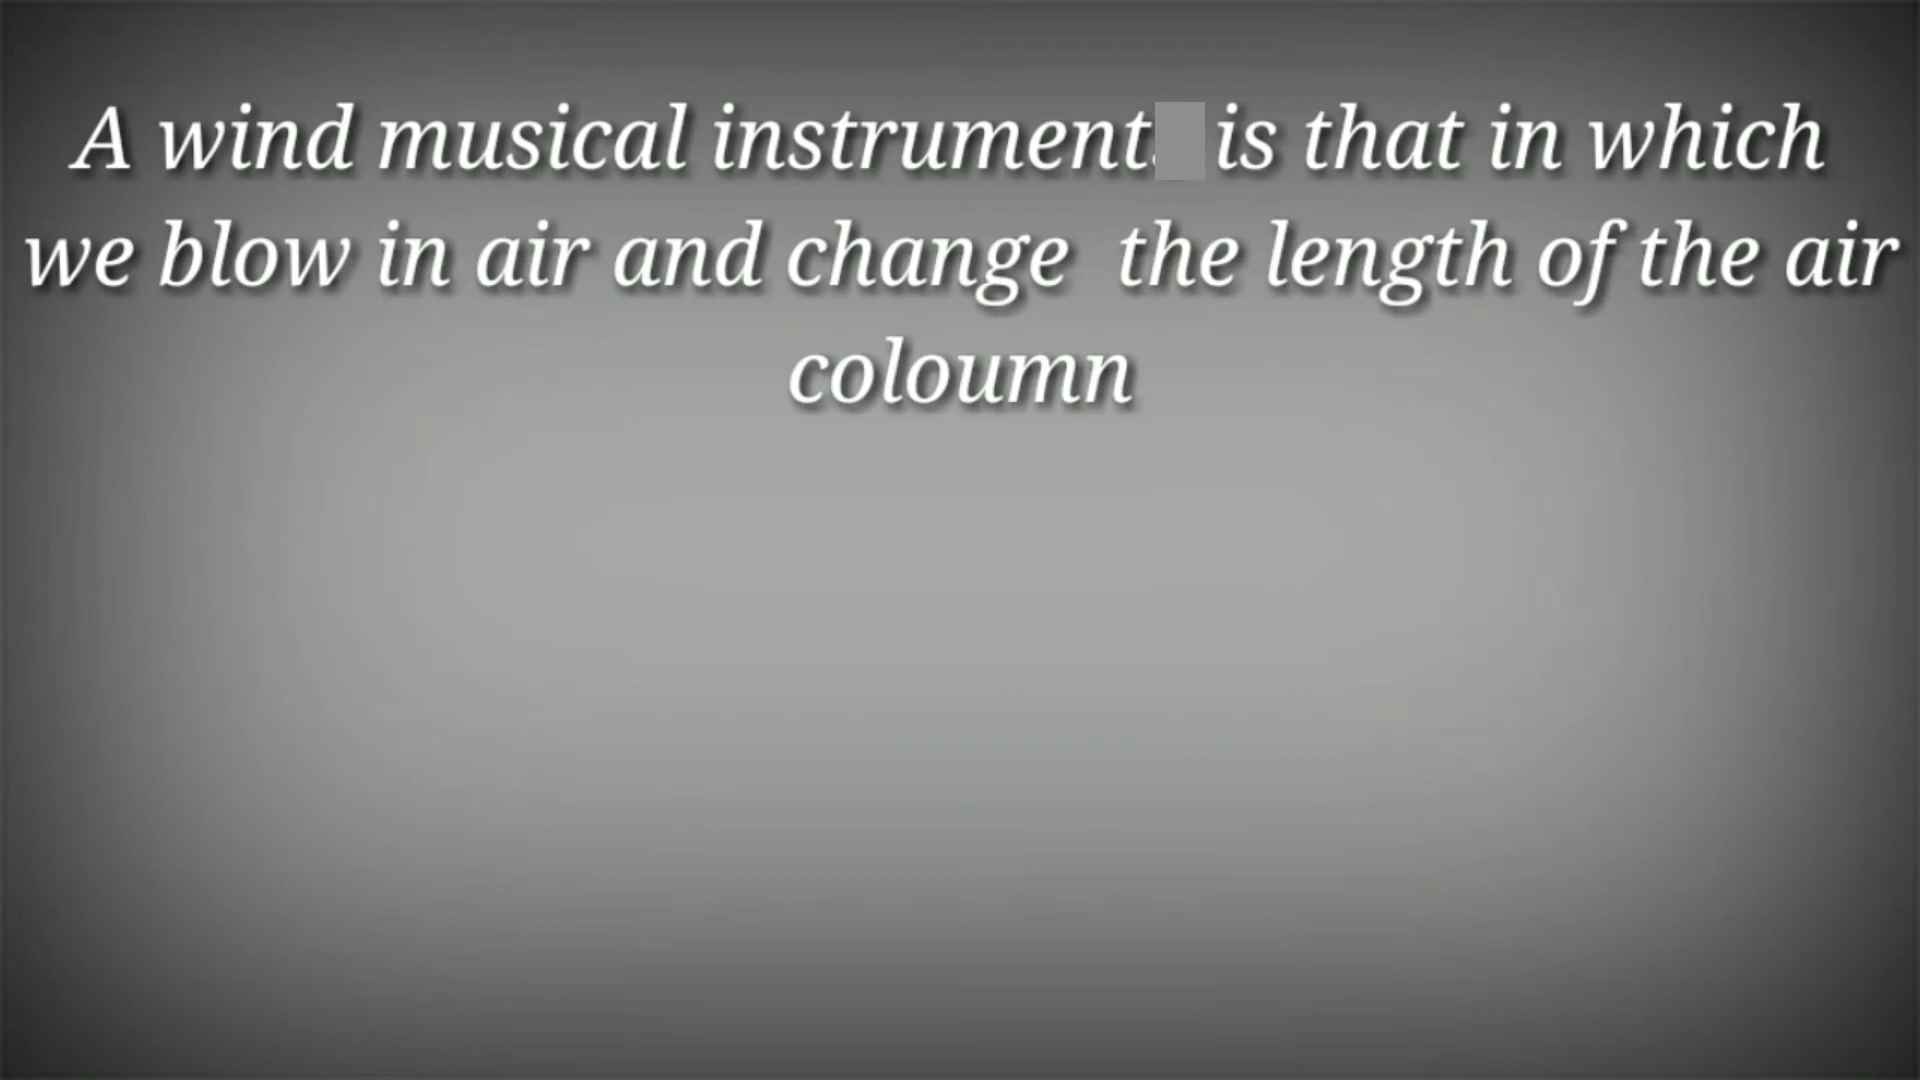 A wind musical instrument is that in which
we blow in air and change the length of the air
coloumn